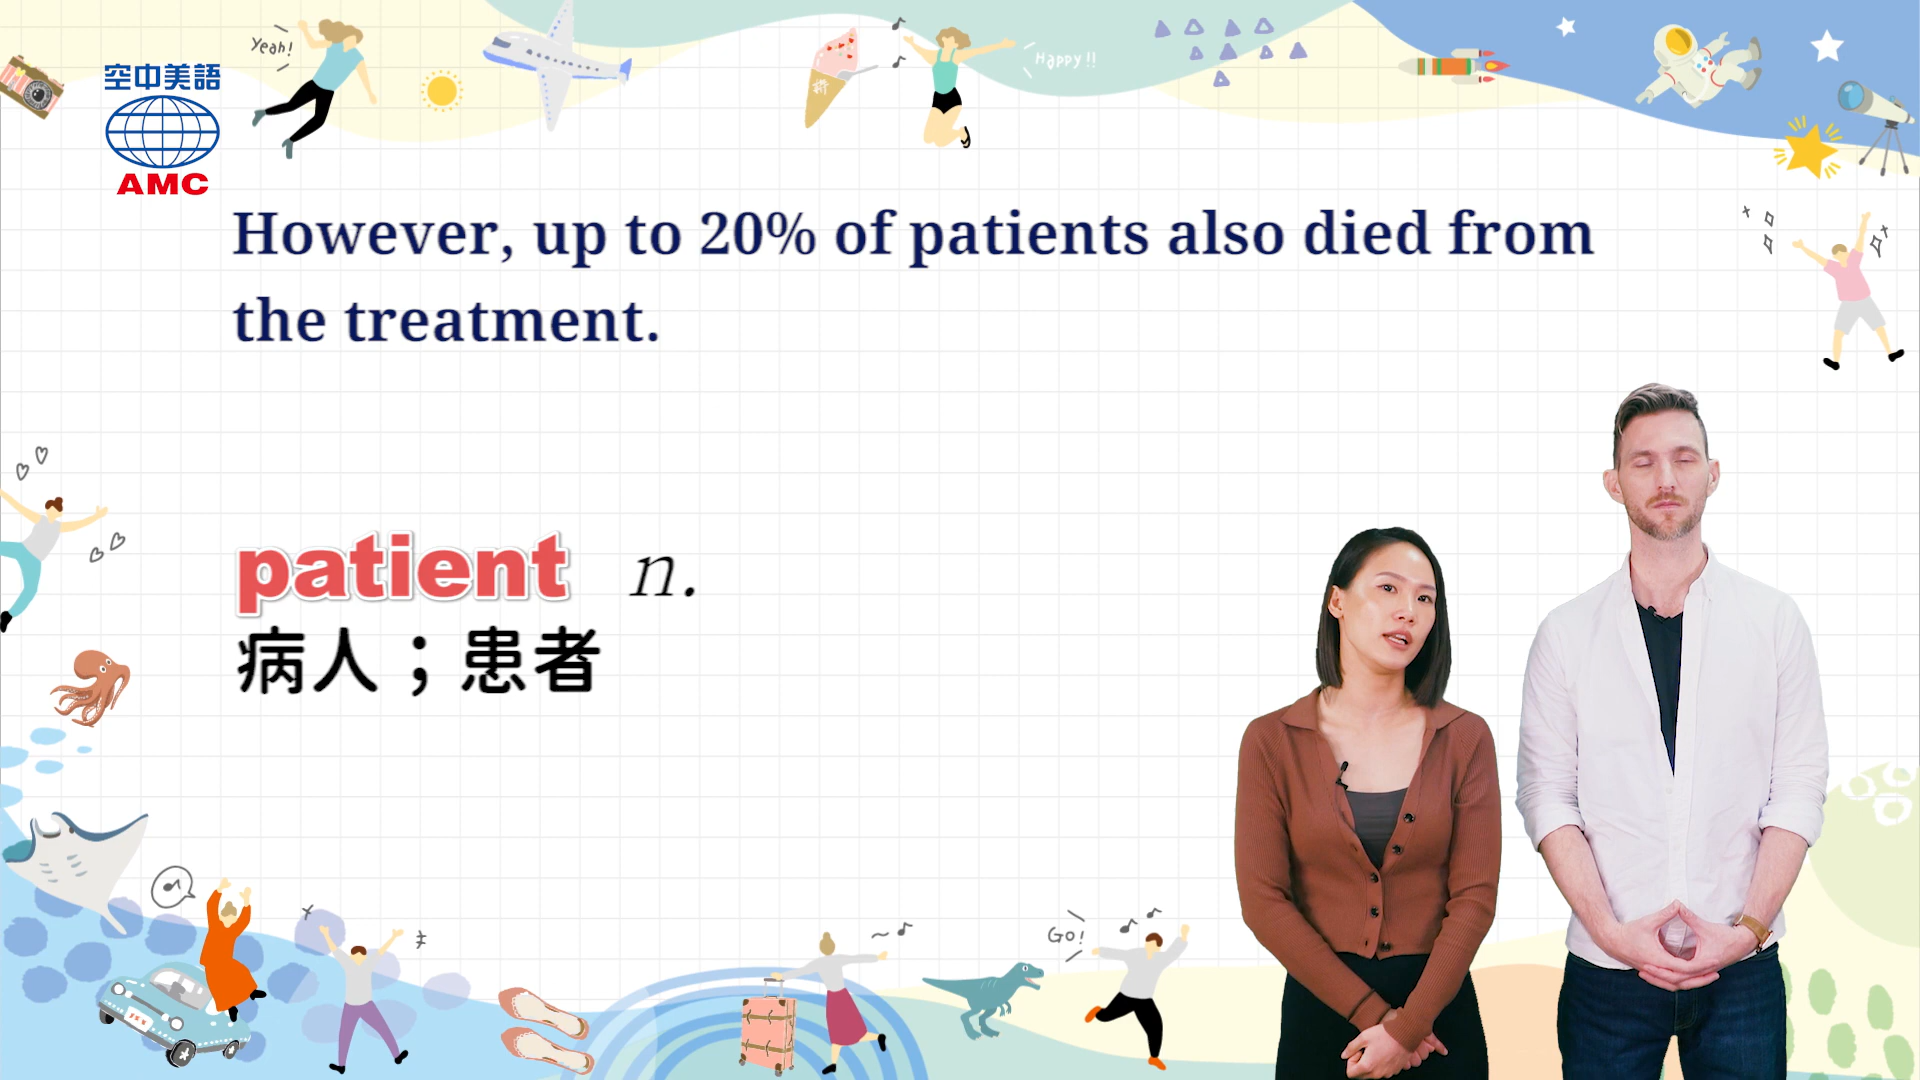 Yeah!
空中美語
AMC
Happy!!
However, up to 20% of patients also died from
the treatment.
patient n.
病人；患者
Go!